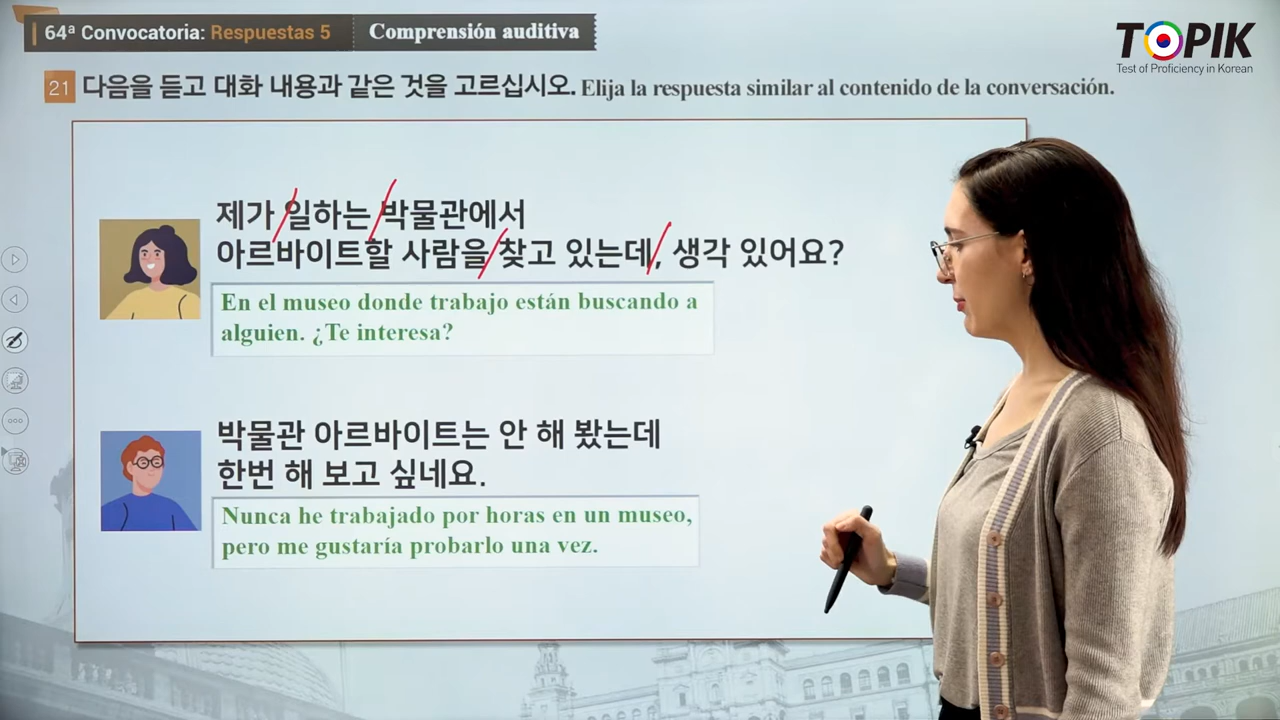 64ª Convocatoria: Respuestas 5
Comprensión auditiva
TOPIK
Test of Proficiency in Korean
21 다음을 듣고 대화 내용과 같은 것을 고르십시오. Elija la respuesta similar al contenido de la conversación.
제가 일하는 박물관에서
아르바이트할 사람을 찾고 있는데, 생각 있어요?
En el museo donde trabajo están buscando a
alguien. ¿Te interesa?
박물관 아르바이트는 안 해 봤는데
한번 해 보고 싶네요.
Nunca he trabajado por horas en un museo,
pero me gustaría probarlo una vez.